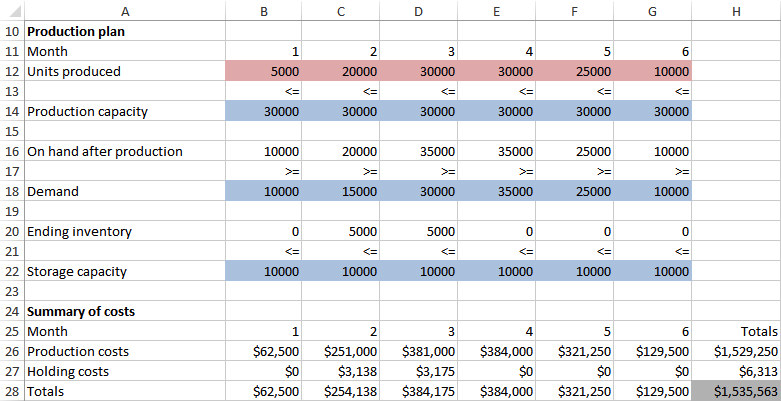 A B C D E F G H
10 Production plan
11 Month 1 2 3 4 5 6
12 Units produced 5000 20000 30000 30000 25000 10000
13 <= <= <= <= <= <=
14 Production capacity 30000 30000 30000 30000 30000 30000
15
16 On hand after production 10000 20000 35000 35000 25000 10000
17 >= >= >= >= >= >=
18 Demand 10000 15000 30000 35000 25000 10000
19
20 Ending inventory 0 5000 5000 0 0 0
21 <= <= <= <= <= <=
22 Storage capacity 10000 10000 10000 10000 10000 10000
23
24 Summary of costs
25 Month 1 2 3 4 5 6 Totals
26 Production costs $62,500 $251,000 $381,000 $384,000 $321,250 $129,500 $1,529,250
27 Holding costs $0 $3,138 $3,175 $0 $0 $0 $6,313
28 Totals $62,500 $254,138 $384,175 $384,000 $321,250 $129,500 $1,535,563